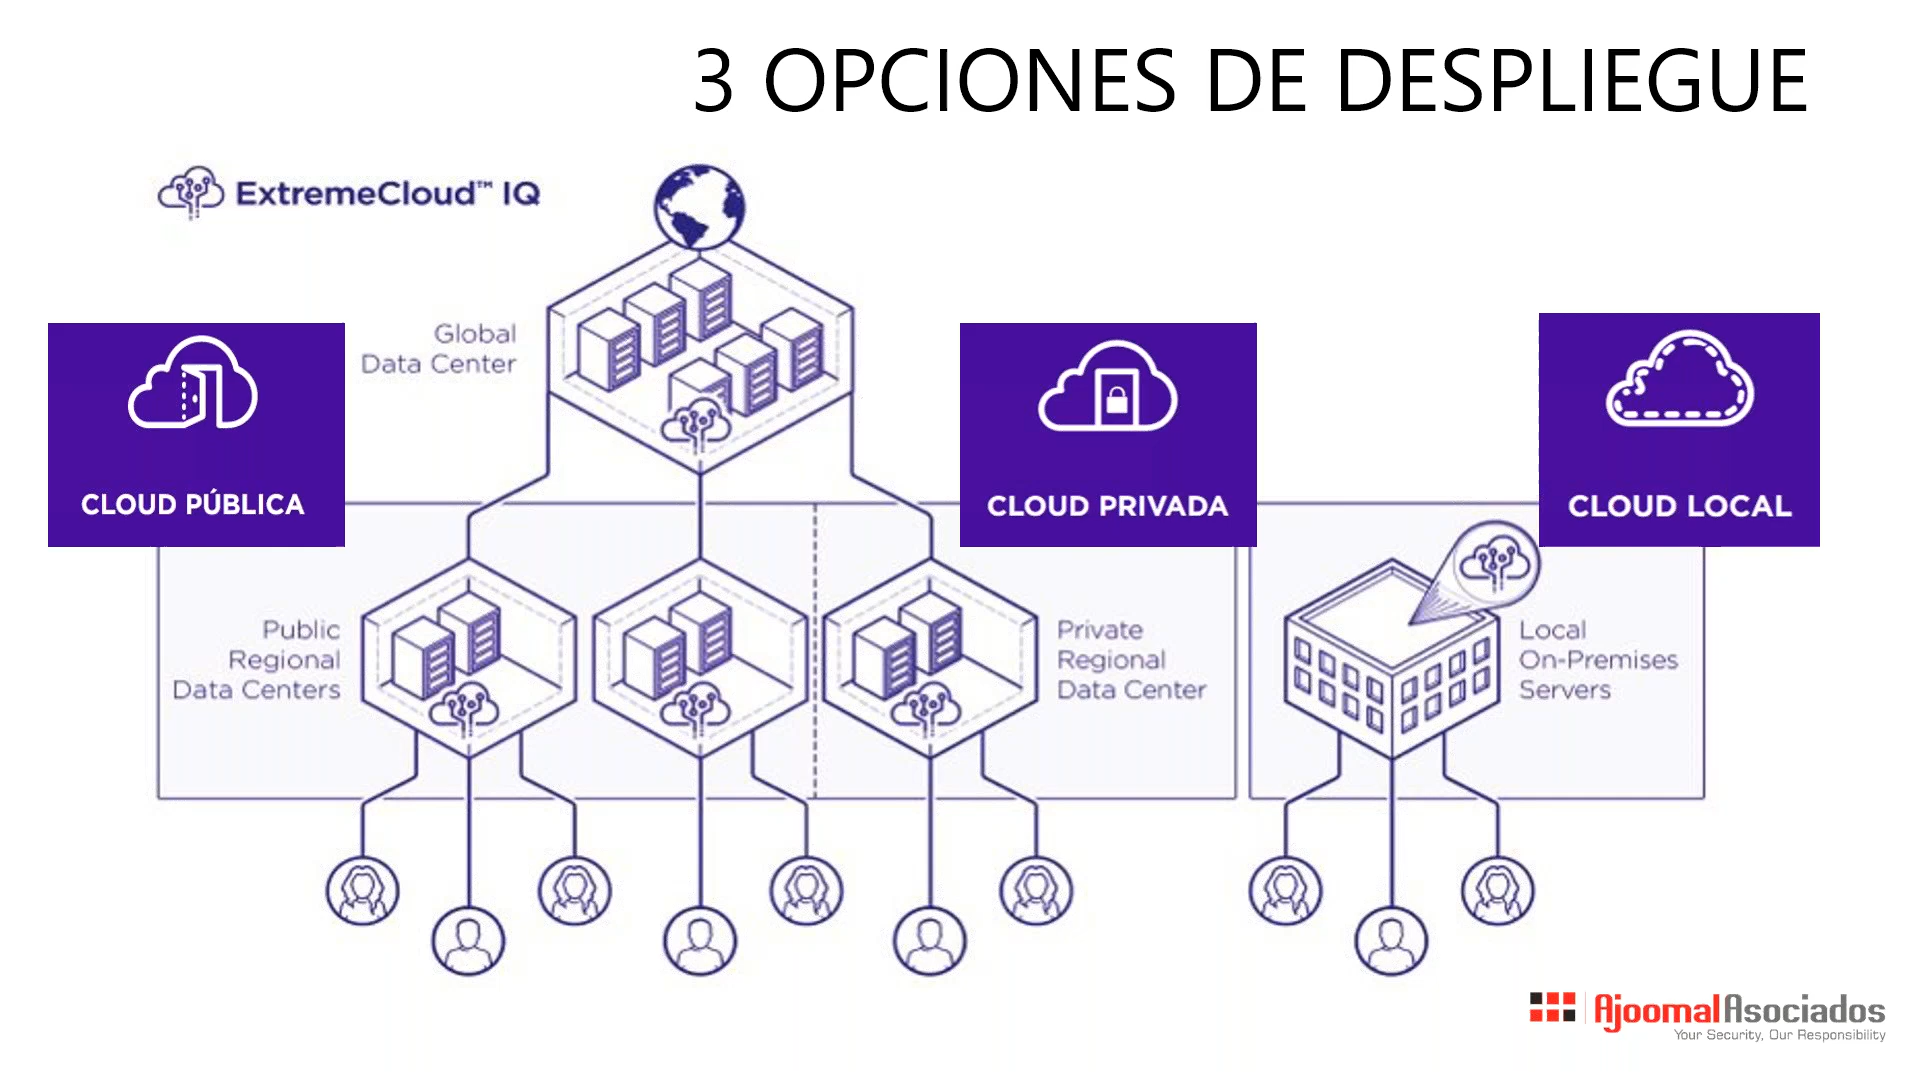 3 OPCIONES DE DESPLIEGUE
ExtremeCloud™ IQ
Global
Data Center
CLOUD PÚBLICA
CLOUD PRIVADA
CLOUD LOCAL
Public
Regional
Data Centers
Private
Regional
Data Center
Local
On-Premises
Servers
AjoomalAsociados
Your Security, Our Responsibility